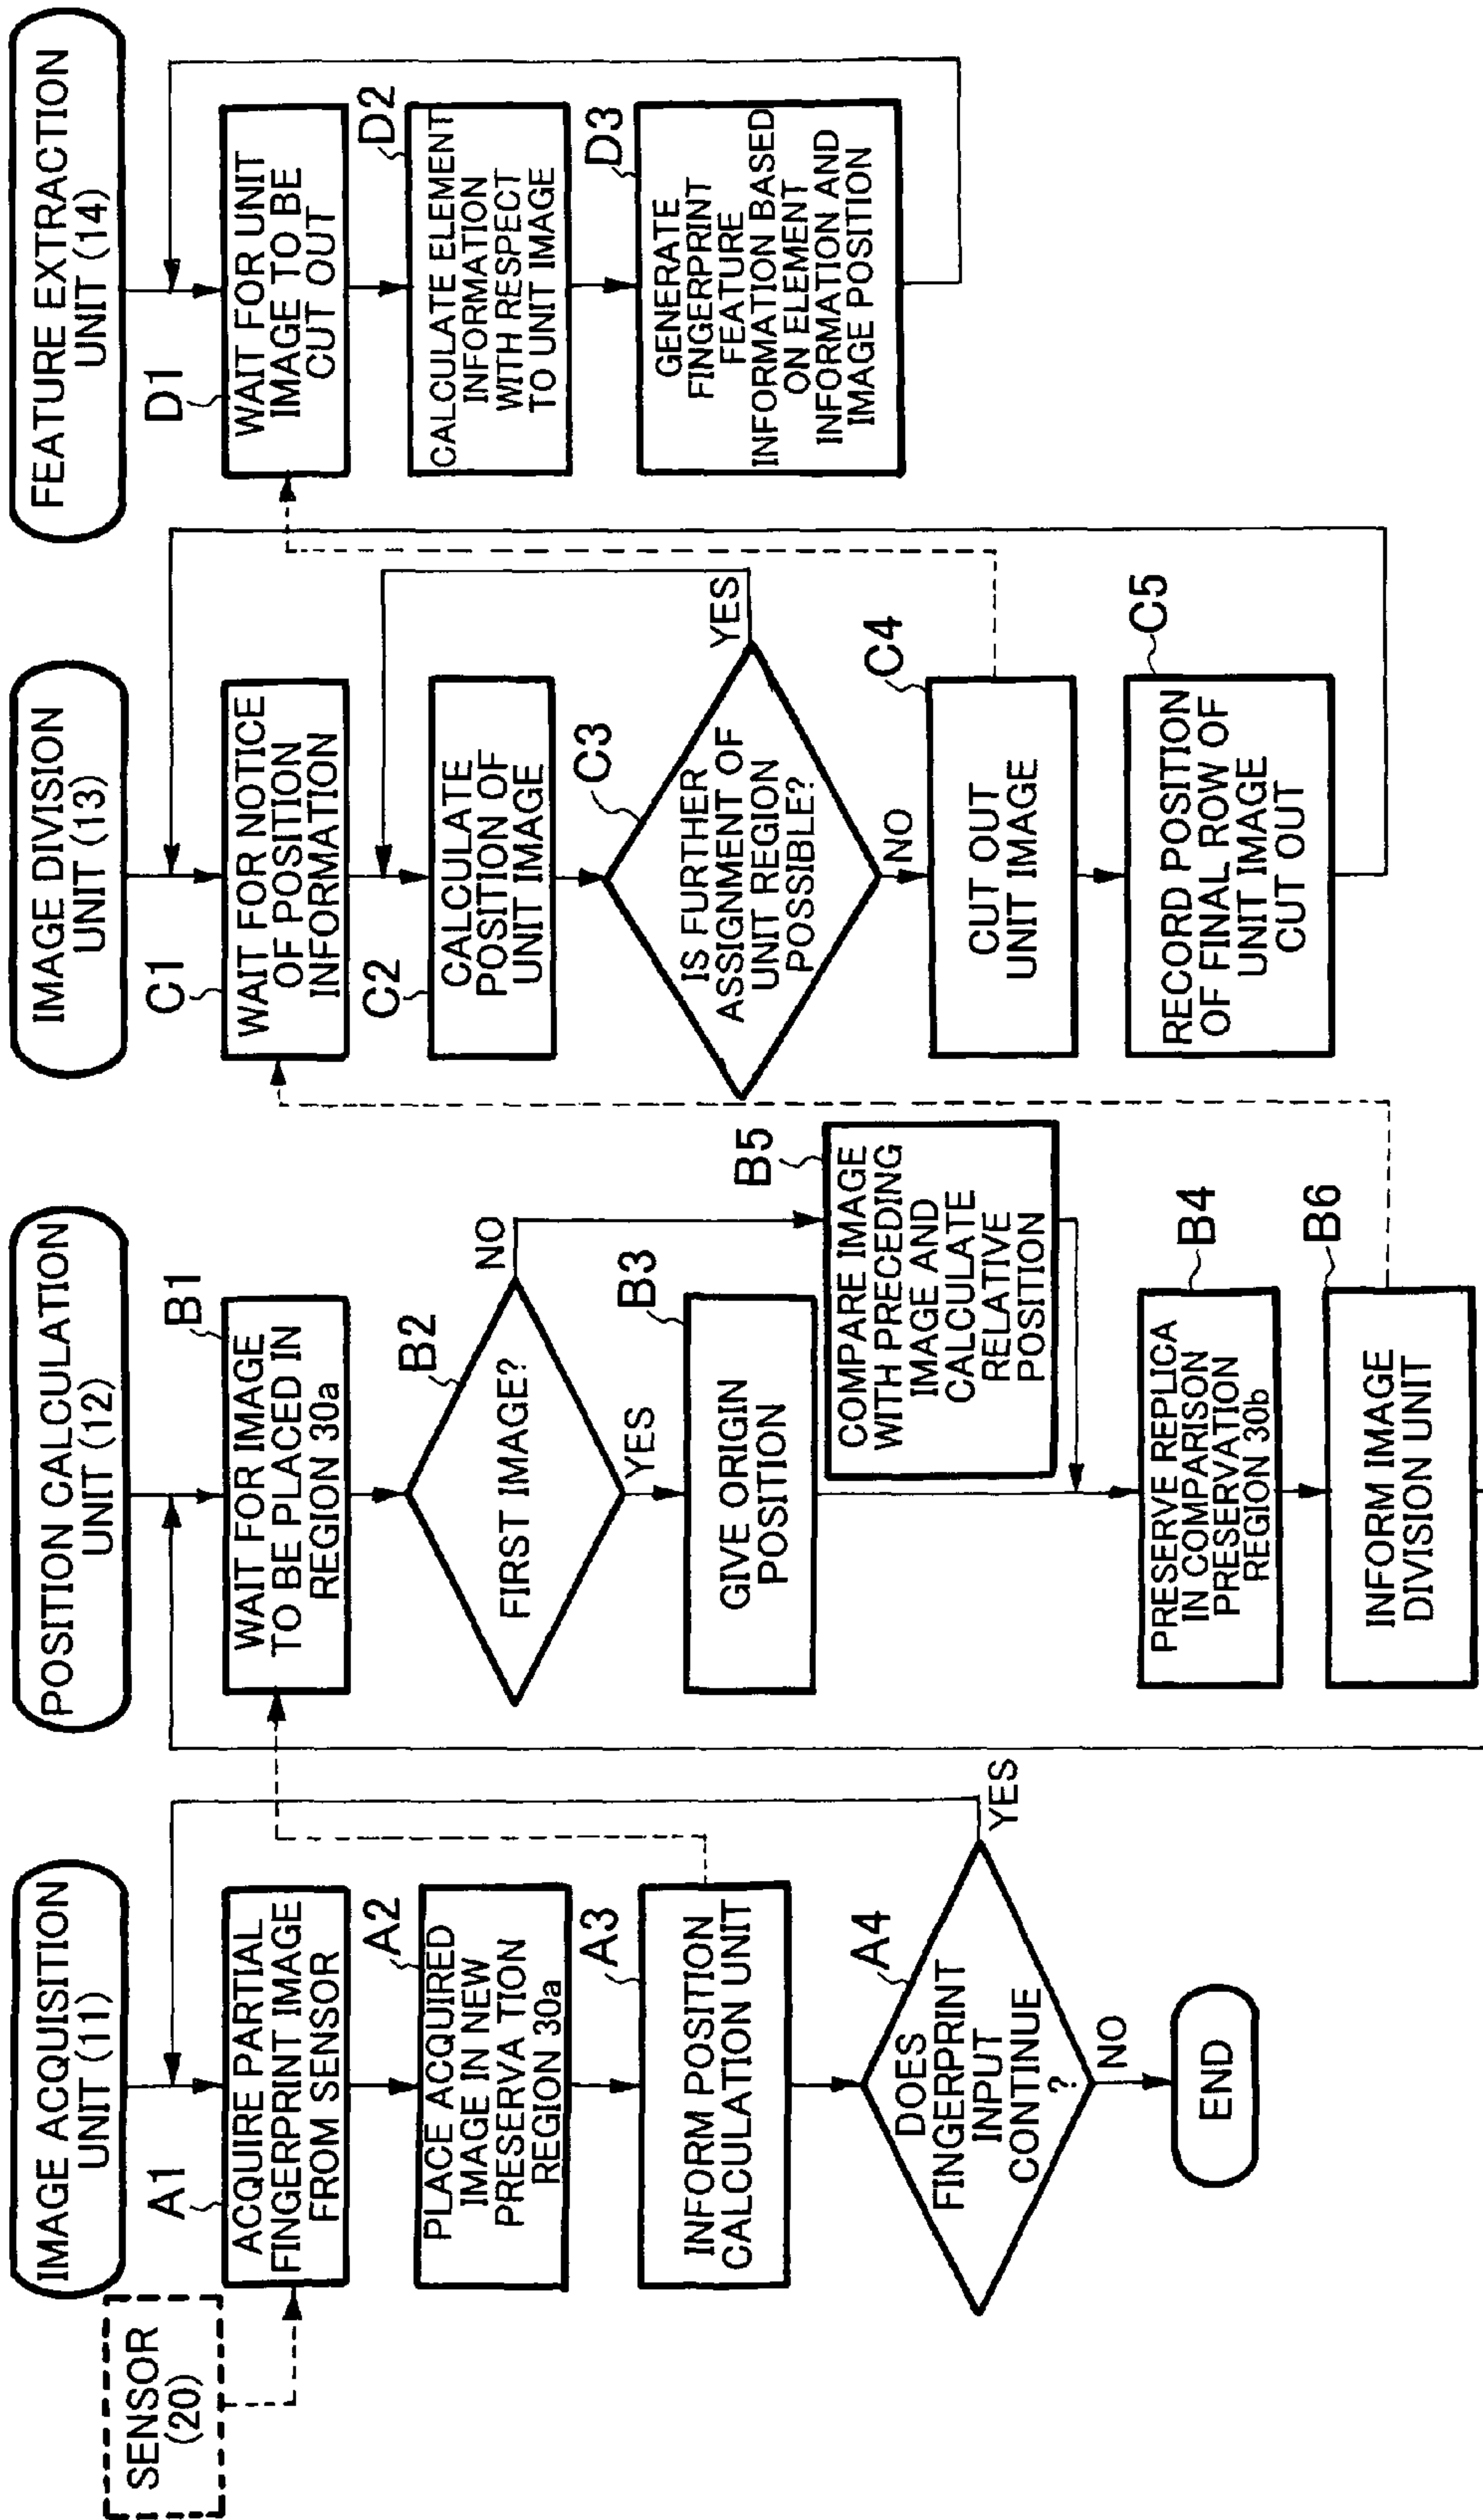 SENSOR
(20)
IMAGE ACQUISITION
UNIT (11)
A1
ACQUIRE PARTIAL
FINGERPRINT IMAGE
FROM SENSOR
A2
PLACE ACQUIRED
IMAGE IN NEW
PRESERVATION
REGION 30a
A3
INFORM POSITION
CALCULATION UNIT
A4
DOES
FINGERPRINT
INPUT
CONTINUE
?
YES
NO
END
POSITION CALCULATION
UNIT (12)
B1
WAIT FOR IMAGE
TO BE PLACED IN
REGION 30a
B2
FIRST IMAGE?
NO
YES
B3
GIVE ORIGIN
POSITION
B5
COMPARE IMAGE
WITH PRECEDING
IMAGE AND
CALCULATE
RELATIVE
POSITION
B4
PRESERVE REPLICA
IN COMPARISON
PRESERVATION
REGION 30b
B6
INFORM IMAGE
DIVISION UNIT
IMAGE DIVISION
UNIT (13)
C1
WAIT FOR NOTICE
OF POSITION
INFORMATION
C2
CALCULATE
POSITION OF
UNIT IMAGE
C3
IS FURTHER
ASSIGNMENT OF
UNIT REGION
POSSIBLE?
YES
NO
C4
CUT OUT
UNIT IMAGE
C5
RECORD POSITION
OF FINAL ROW OF
UNIT IMAGE
CUT OUT
FEATURE EXTRACTION
UNIT (14)
D1
WAIT FOR UNIT
IMAGE TO BE
CUT OUT
D2
CALCULATE ELEMENT
INFORMATION
WITH RESPECT
TO UNIT IMAGE
D3
GENERATE
FINGERPRINT
FEATURE
INFORMATION BASED
ON ELEMENT
INFORMATION AND
IMAGE POSITION